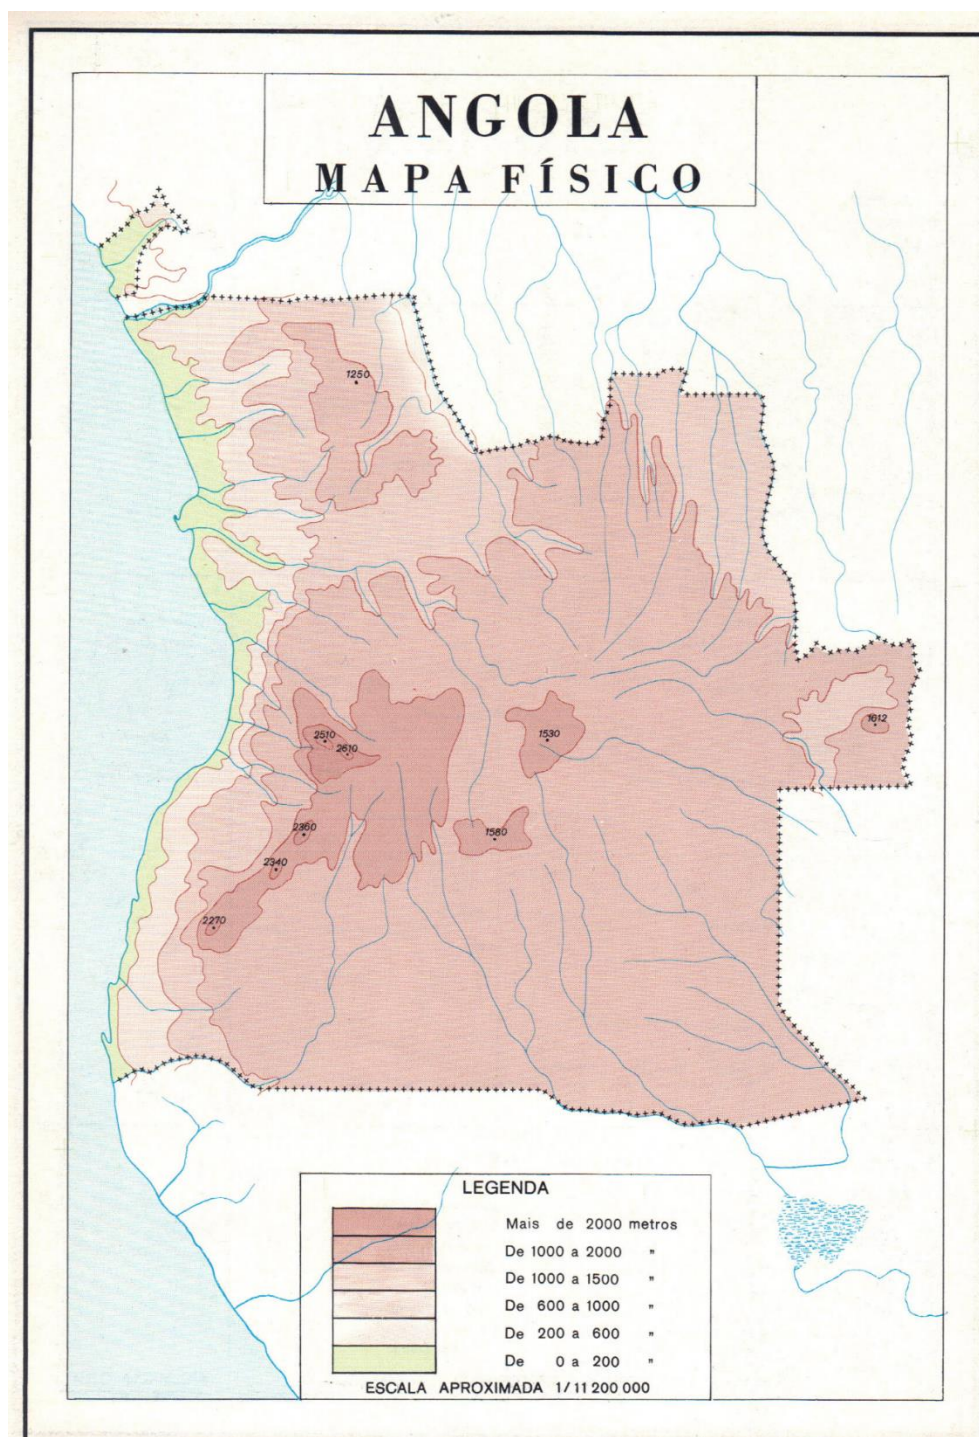 ANGOLA
MAPA FÍSICO
1250
1612
2510
2610
1530
2360
1580
2340
2270
LEGENDA
Mais de 2000 metros
De 1000 a 2000 "
De 1000 a 1500 "
De 600 a 1000 "
De 200 a 600 "
De 0 a 200 "
ESCALA APROXIMADA 1/11 200 000